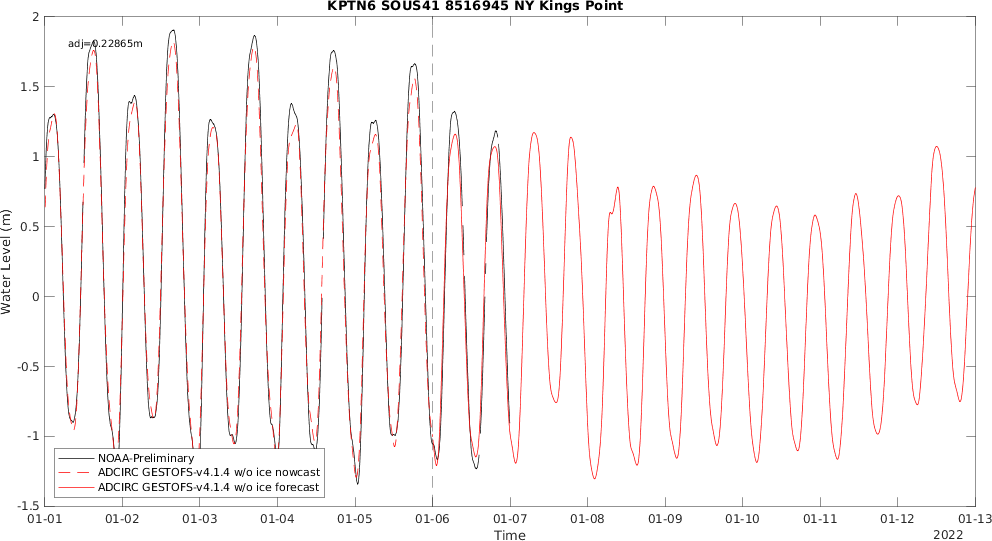 KPTN6 SOUS41 8516945 NY Kings Point
adj=0.22865m
2
1.5
1
0.5
0
-0.5
-1
-1.5
Water Level (m)
NOAA-Preliminary
ADCIRC GESTOFS-v4.1.4 w/o ice nowcast
ADCIRC GESTOFS-v4.1.4 w/o ice forecast
01-01 01-02 01-03 01-04 01-05 01-06 01-07 01-08 01-09 01-10 01-11 01-12 01-13
Time
2022